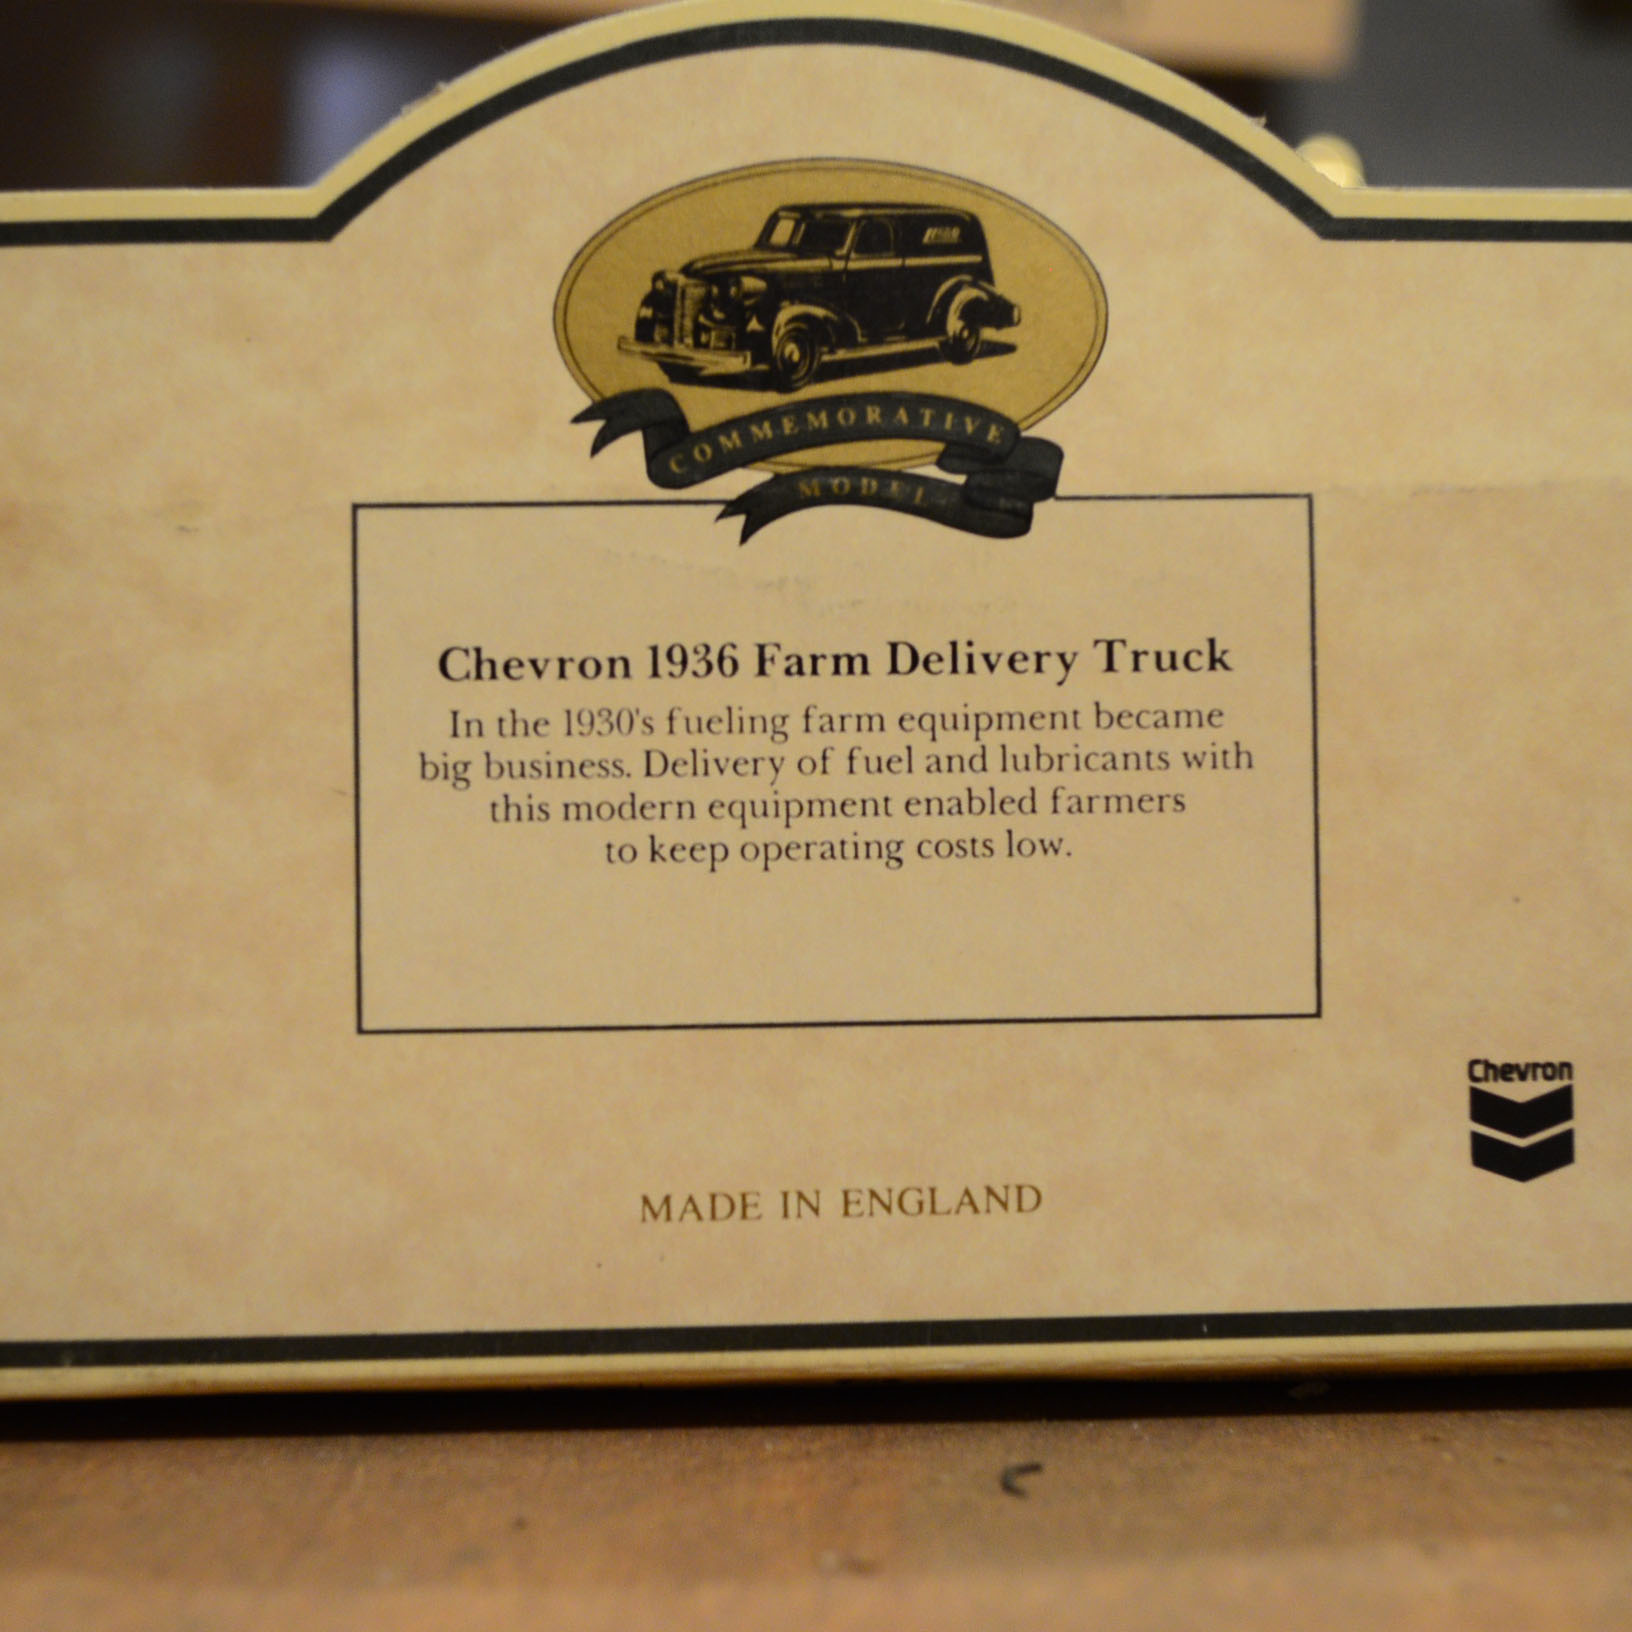 COMMEMORATIVE
MODEL
Chevron 1936 Farm Delivery Truck
In the 1930's fueling farm equipment became
big business. Delivery of fuel and lubricants with
this modern equipment enabled farmers
to keep operating costs low.
Chevron
MADE IN ENGLAND